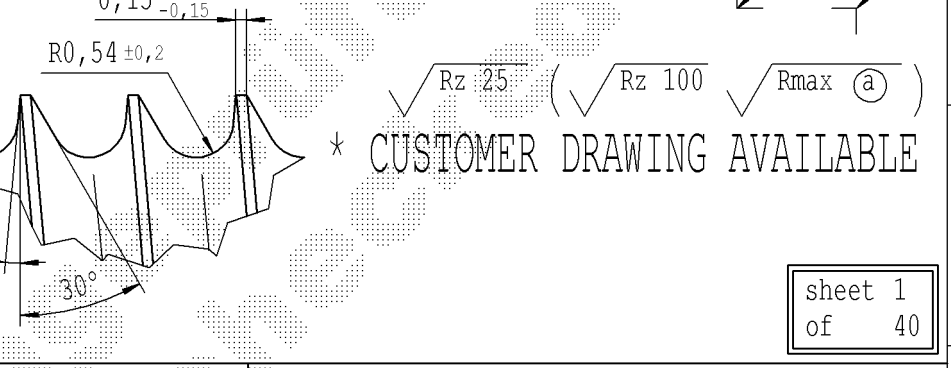 0,15 -0,15
R0,54 ±0,2
Rz 25 ( Rz 100 Rmax a )
* CUSTOMER DRAWING AVAILABLE
30°
sheet 1
of 40